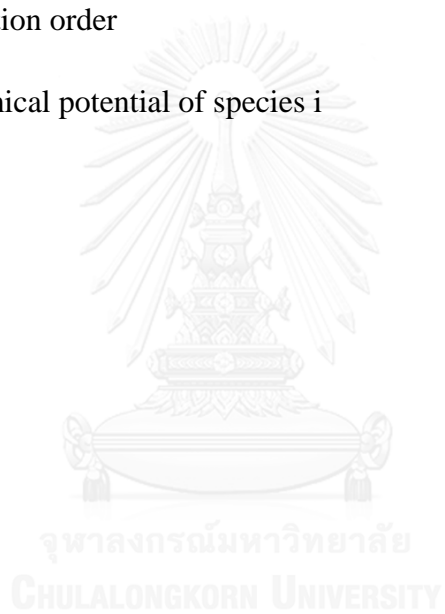 tion order
nical potential of species i
จุฬาลงกรณ์มหาวิทยาลัย
CHULALONGKORN UNIVERSITY